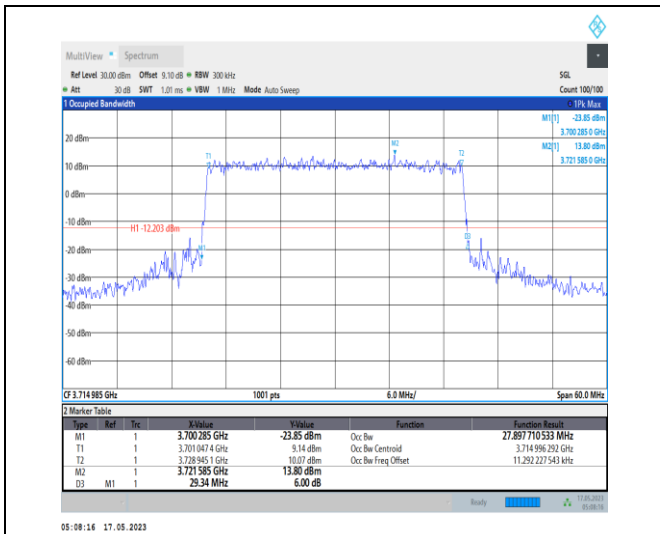 MultiView Spectrum
Ref Level 30.00 dBm Offset 9.10 dB RBW 300 kHz SGL
Att 30 dB SWT 1.01 ms VBW 1 MHz Mode Auto Sweep Count 100/100
1 Occupied Bandwidth 1Pk Max
M1[1] -23.85 dBm
3.700 285 0 GHz
M2[1] 13.80 dBm
3.721 585 0 GHz
20 dBm
M2
T1
T2
10 dBm
0 dBm
-10 dBm
H1 -12.203 dBm
D3
M1
-20 dBm
-30 dBm
-40 dBm
-50 dBm
-60 dBm
CF 3.714 985 GHz 1001 pts 6.0 MHz/ Span 60.0 MHz
2 Marker Table
Type Ref Trc X-Value Y-Value Function Function Result
M1 1 3.700 285 GHz -23.85 dBm Occ Bw 27.897 710 533 MHz
T1 1 3.701 047 4 GHz 9.14 dBm Occ Bw Centroid 3.714 996 292 GHz
T2 1 3.728 945 1 GHz 10.07 dBm Occ Bw Freq Offset 11.292 227 543 kHz
M2 1 3.721 585 GHz 13.80 dBm
D3 M1 1 29.34 MHz 6.00 dB
Ready 17.05.2023
05:08:16
05:08:16 17.05.2023